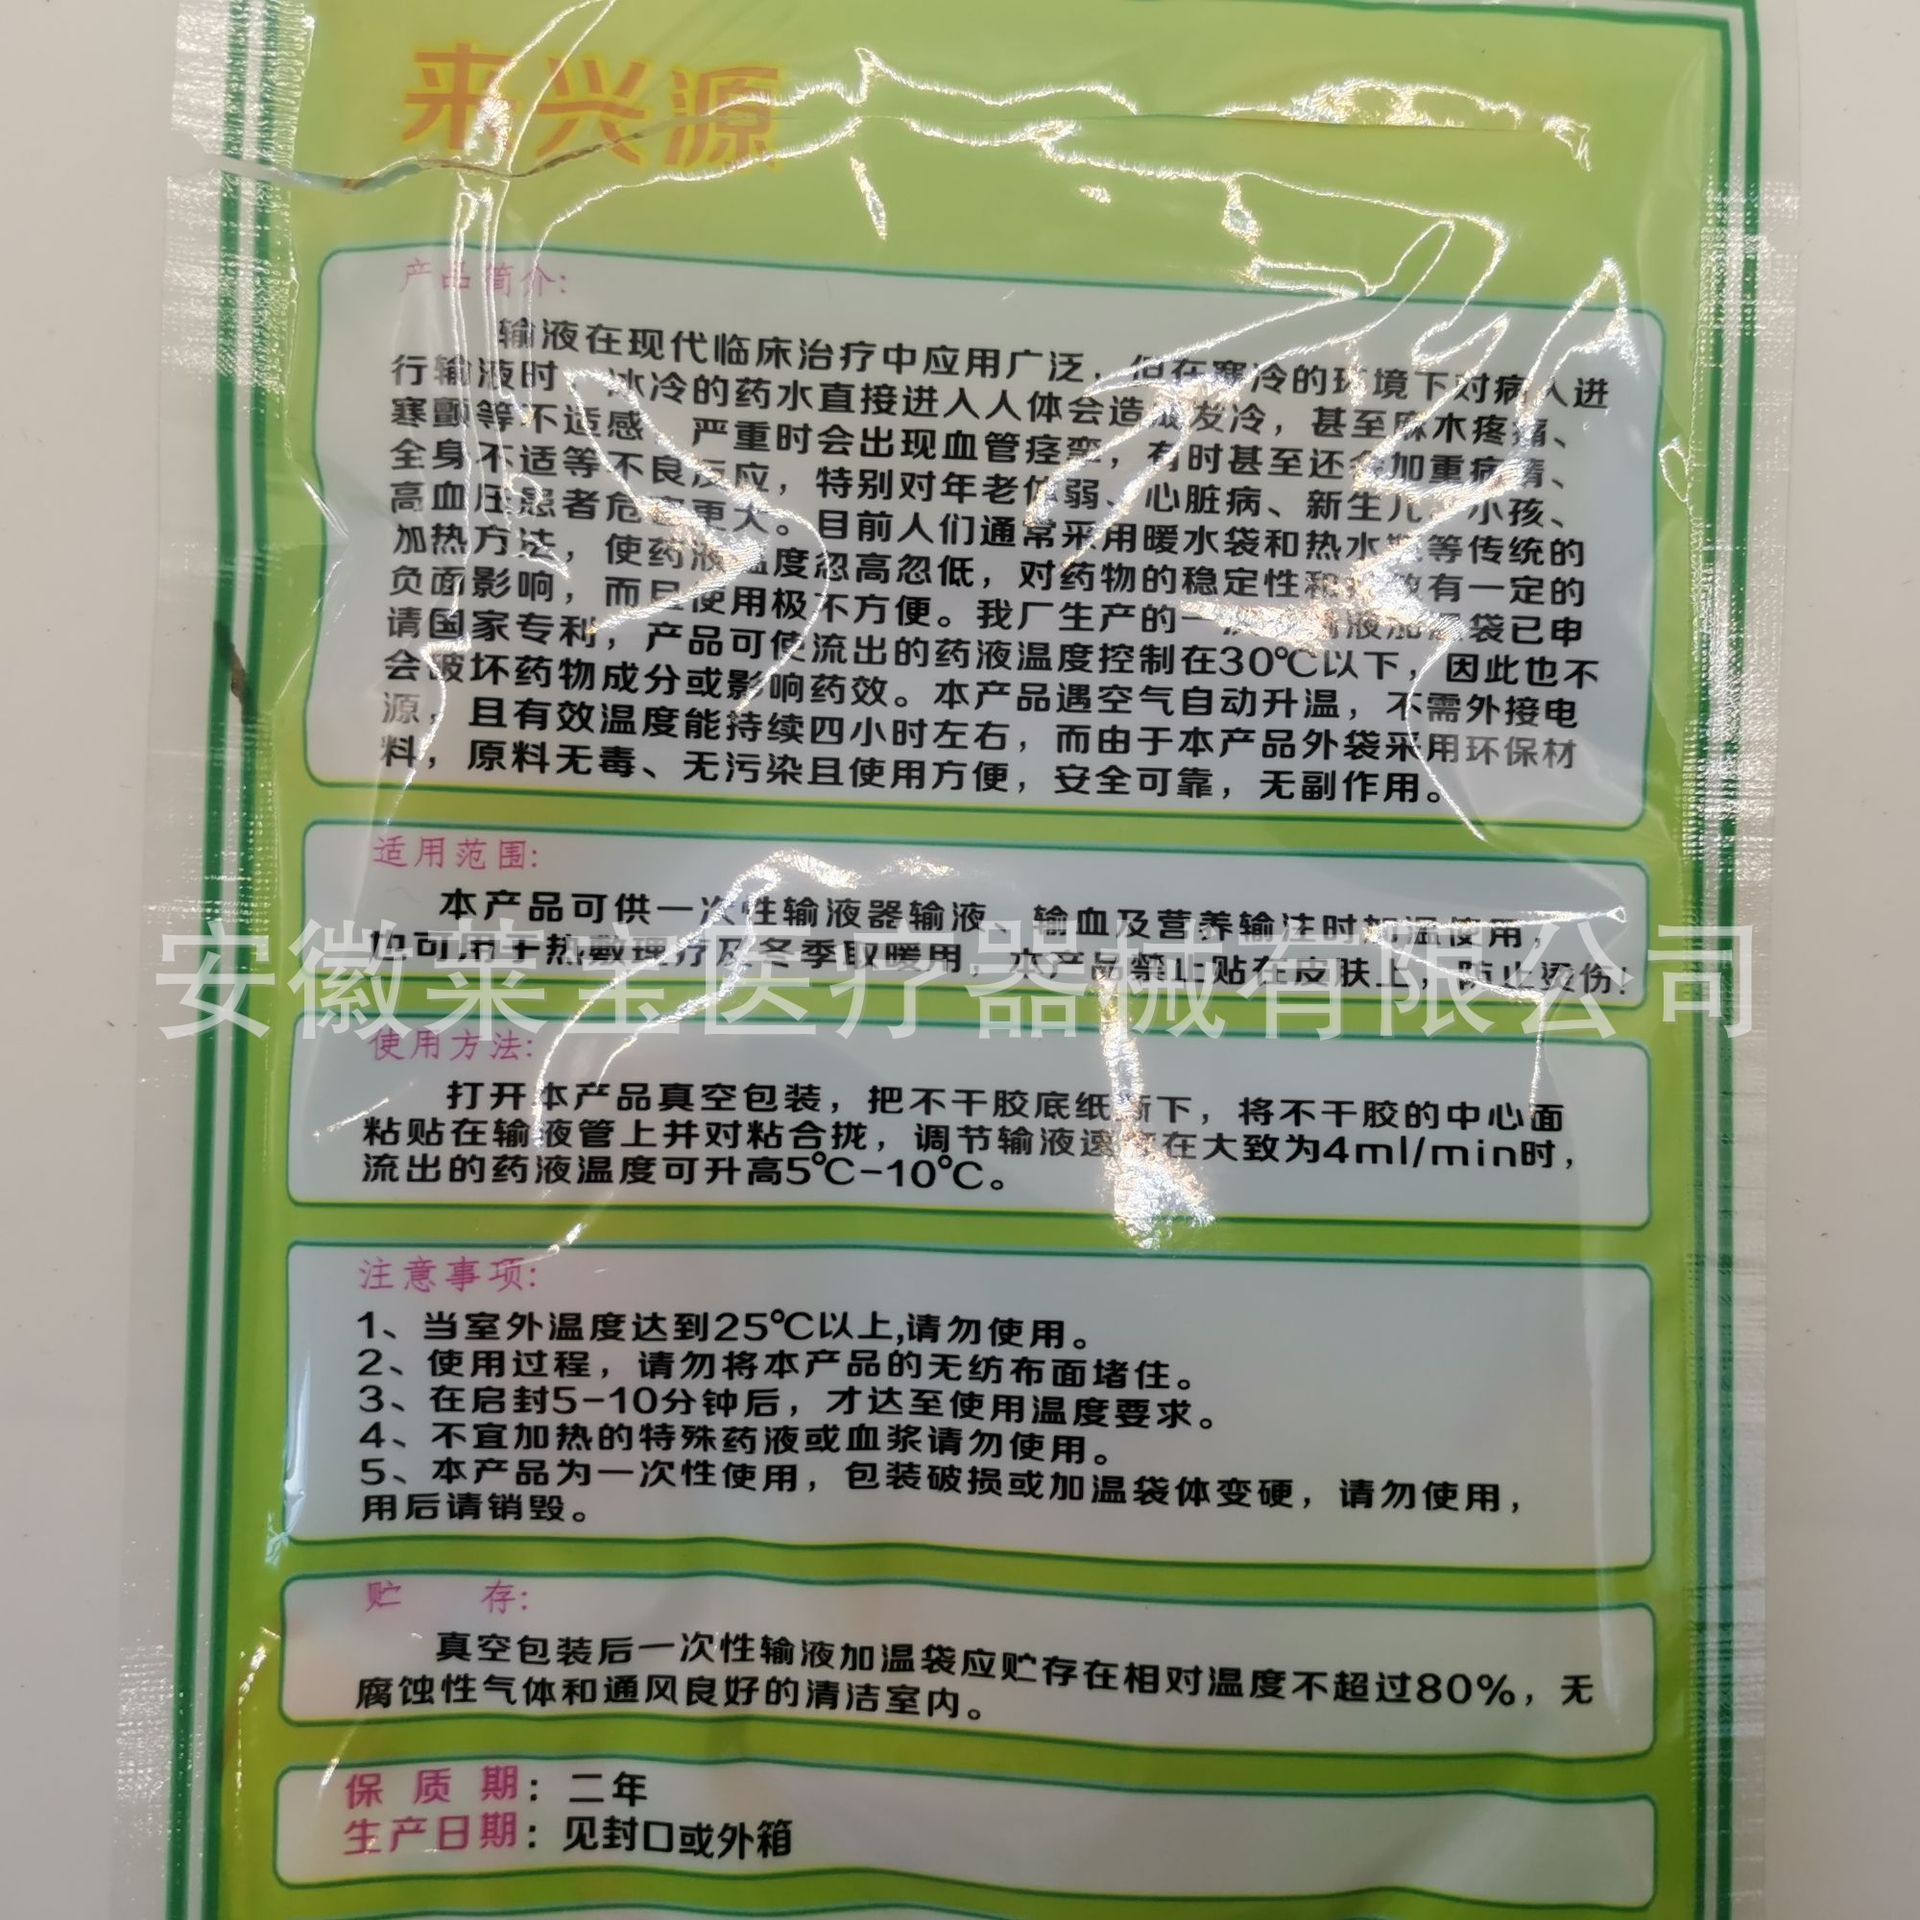 来兴源
产品简介:
输液在现代临床治疗中应用广泛，但在寒冷的环境下对病人进
行输液时，冰冷的药水直接进入人体会造成发冷，甚至麻木疼痛、
寒颤等不适感，严重时会出现血管痉挛，有时甚至还会加重病情、
全身不适等不良反应，特别对年老体弱、心脏病、新生儿、小孩、
高血压患者危害更大。目前人们通常采用暖水袋和热水瓶等传统的
加热方法，使药液温度忽高忽低，对药物的稳定性和 有一定的
负面影响，而且使用极不方便。我厂生产的一次 输液加温袋已申
请国家专利，产品可使流出的药液温度控制在30℃以下，因此也不
会破坏药物成分或影响药效。本产品遇空气自动升温，不需外接电
源，且有效温度能持续四小时左右，而由于本产品外袋采用环保材
料，原料无毒、无污染且使用方便，安全可靠，无副作用。
适用范围:
本产品可供一次性输液器输液、输血及营养输注时加温使用，
也可用于热敷理疗及冬季取暖用，本产品禁止贴在皮肤上，防止烫伤!
安徽莱宝医疗器械有限公司
使用方法:
打开本产品真空包装，把不干胶底纸撕下，将不干胶的中心面
粘贴在输液管上并对粘合拢，调节输液速度在大致为4ml/min时，
流出的药液温度可升高5℃-10℃。
注意事项:
1、当室外温度达到25℃以上,请勿使用。
2、使用过程，请勿将本产品的无纺布面堵住。
3、在启封5-10分钟后，才达至使用温度要求。
4、不宜加热的特殊药液或血浆请勿使用。
5、本产品为一次性使用，包装破损或加温袋体变硬，请勿使用，
用后请销毁。
贮 存:
真空包装后一次性输液加温袋应贮存在相对温度不超过80%，无
腐蚀性气体和通风良好的清洁室内。
保 质 期：二年
生产日期：见封口或外箱